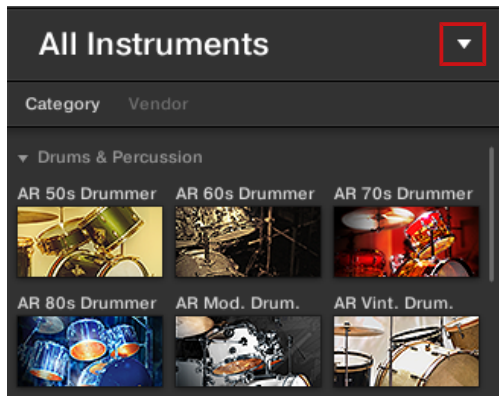 All Instruments
Category Vendor
Drums & Percussion
AR 50s Drummer AR 60s Drummer AR 70s Drummer
AR 80s Drummer AR Mod. Drum. AR Vint. Drum.